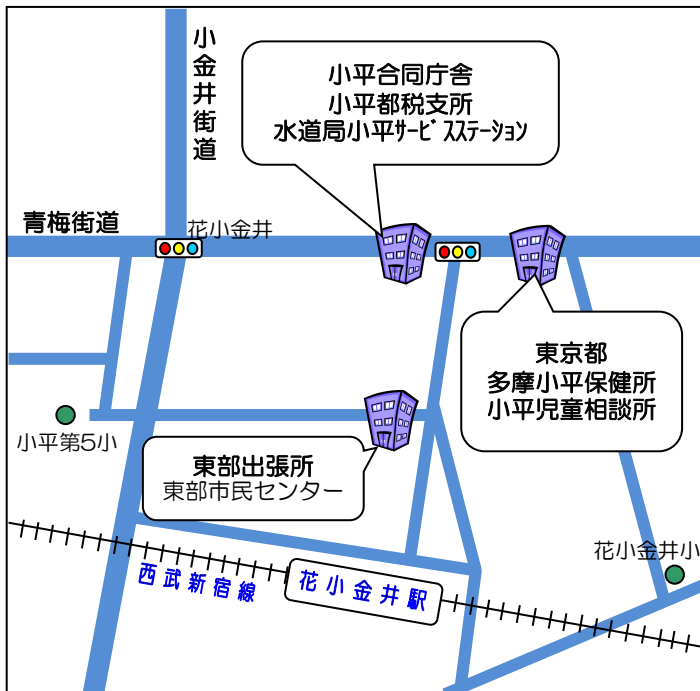 小金井街道
小平合同庁舎
小平都税支所
水道局小平ｻｰﾋﾞｽｽﾃｰｼｮﾝ
青梅街道
花小金井
東京都
多摩小平保健所
小平児童相談所
小平第5小
東部出張所
東部市民センター
花小金井小
西武新宿線
花小金井駅